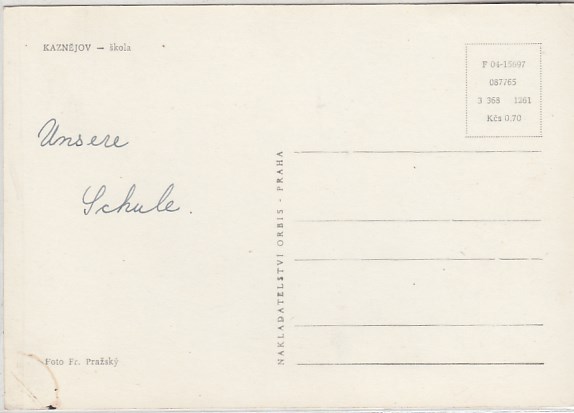 KAZNĚJOV — škola
F 04-15697
087/65
3 368 1361
Kčs 0.70
Unsere
Schule.
NAKLADATELSTVÍ ORBIS - PRAHA
Foto Fr. Pražský